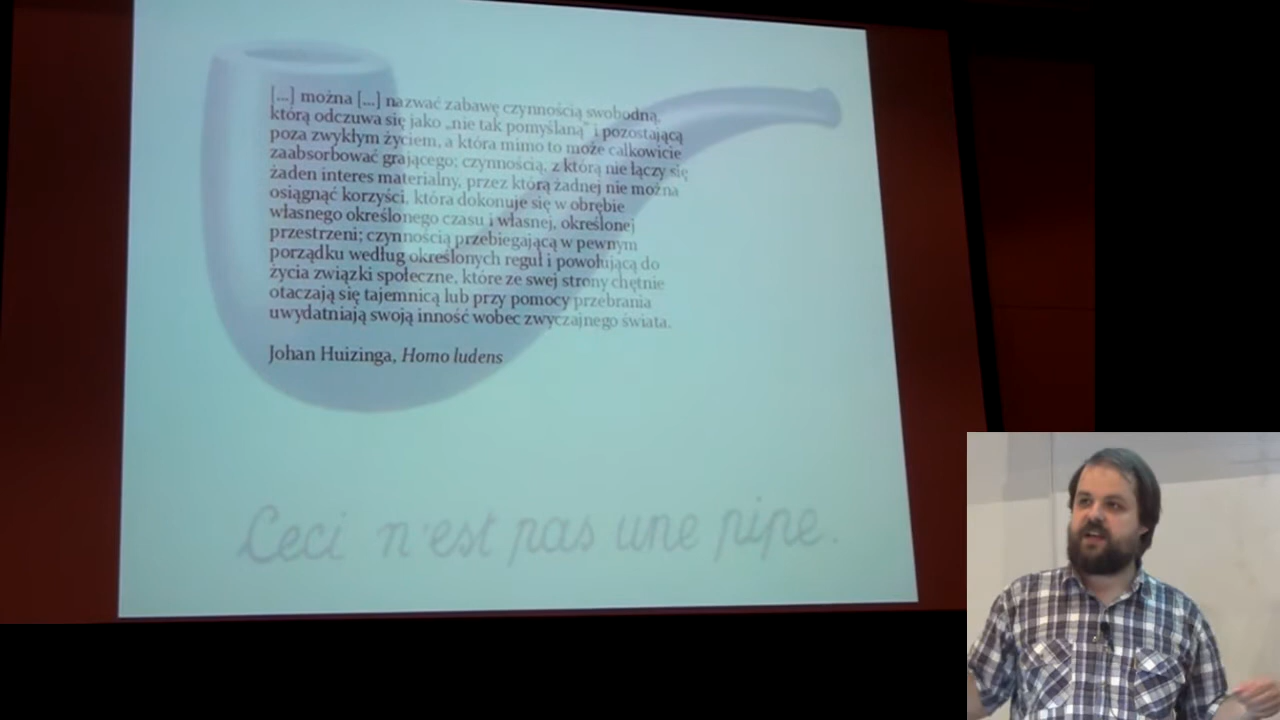 [...] można [...] nazwać zabawę czynnością swobodną,
którą odczuwa się jako „nie tak pomyślaną” i pozostającą
poza zwykłym życiem, a która mimo to może całkowicie
zaabsorbować grającego; czynnością, z którą nie łączy się
żaden interes materialny, przez którą żadnej nie można
osiągnąć korzyści, która dokonuje się w obrębie
własnego określonego czasu i własnej, określonej
przestrzeni; czynnością przebiegającą w pewnym
porządku według określonych reguł i powołującą do
życia związki społeczne, które ze swej strony chętnie
otaczają się tajemnicą lub przy pomocy przebrania
uwydatniają swoją inność wobec zwyczajnego świata.
Johan Huizinga, Homo ludens
Ceci n'est pas une pipe.